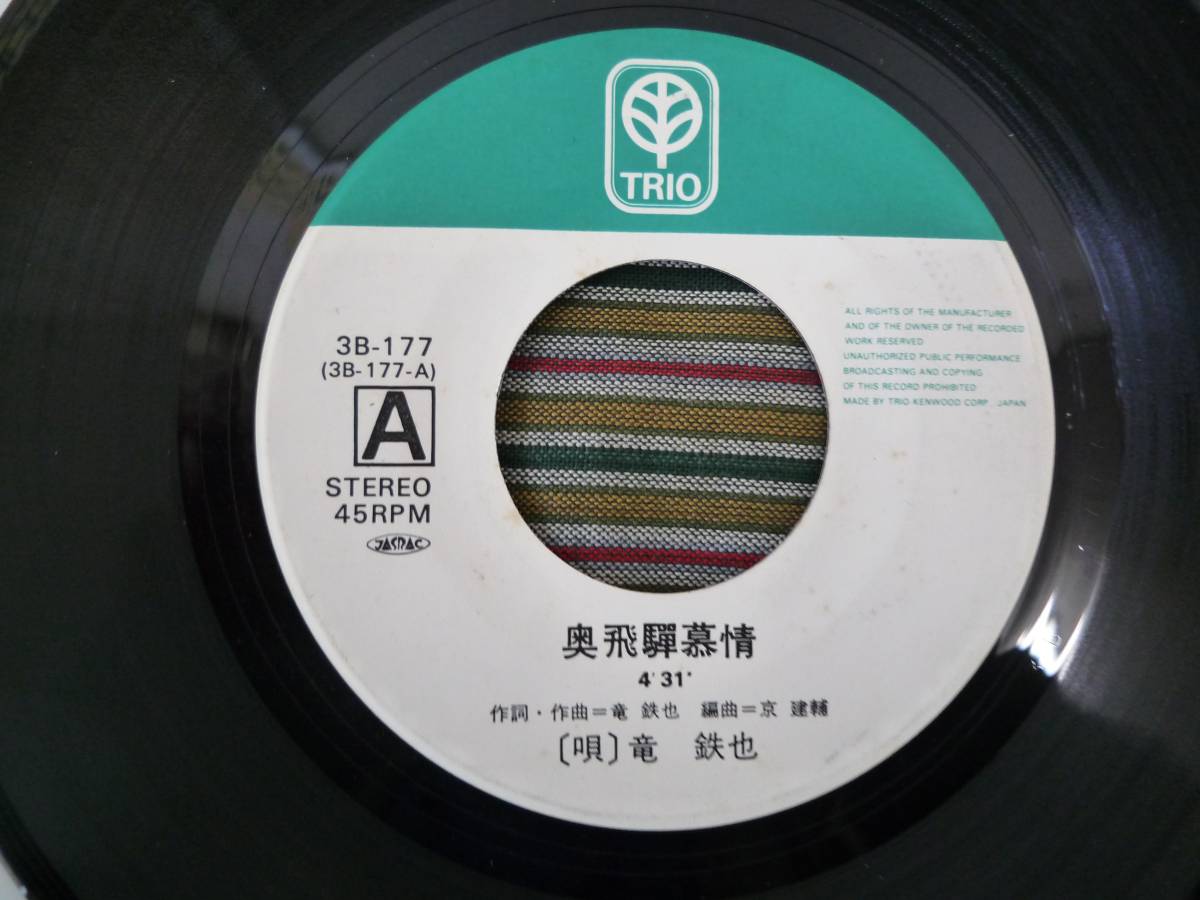 TRIO
3B-177
(3B-177-A)
A
STEREO
45RPM
JASRAC
ALL RIGHTS OF THE MANUFACTURER
AND OF THE OWNER OF THE RECORDED
WORK RESERVED
UNAUTHORIZED PUBLIC PERFORMANCE
BROADCASTING AND COPYING
OF THIS RECORD PROHIBITED
MADE BY TRIO-KENWOOD CORP., JAPAN
奥飛驒慕情
4'31"
作詞・作曲=竜 鉄也 編曲=京 建輔
〔唄〕竜 鉄也